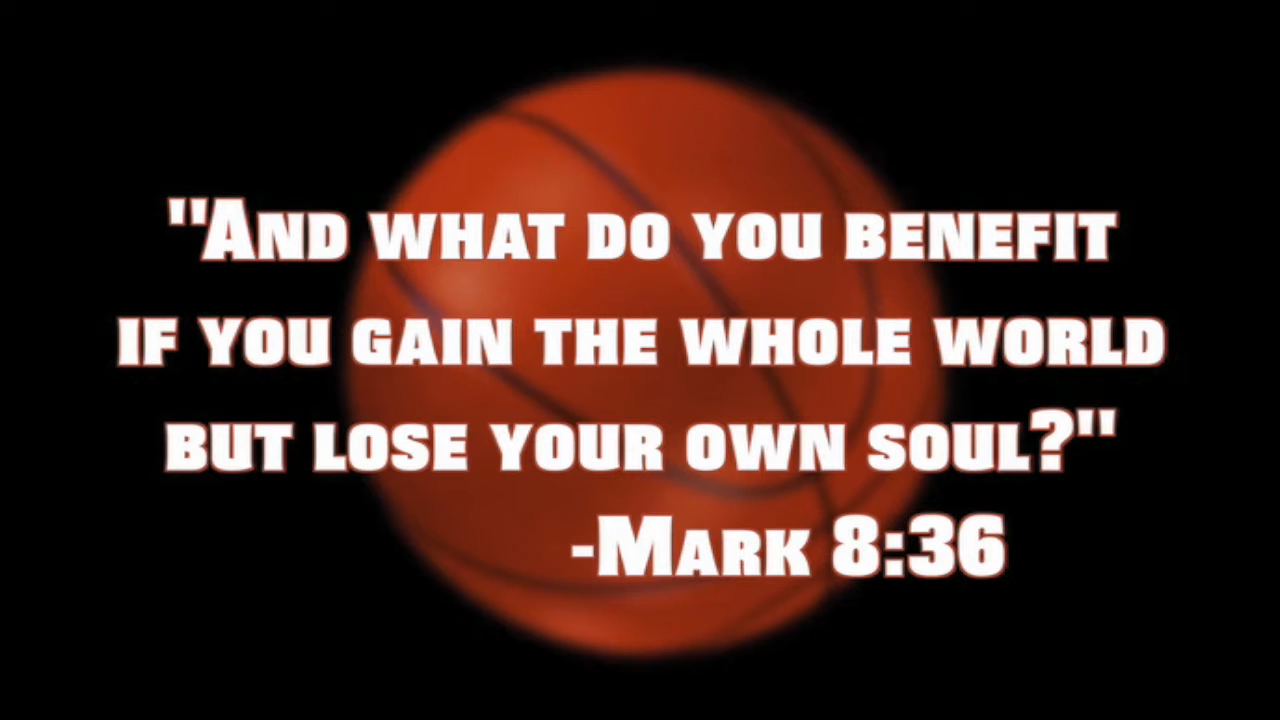 "And what do you benefit
if you gain the whole world
but lose your own soul?"
-Mark 8:36